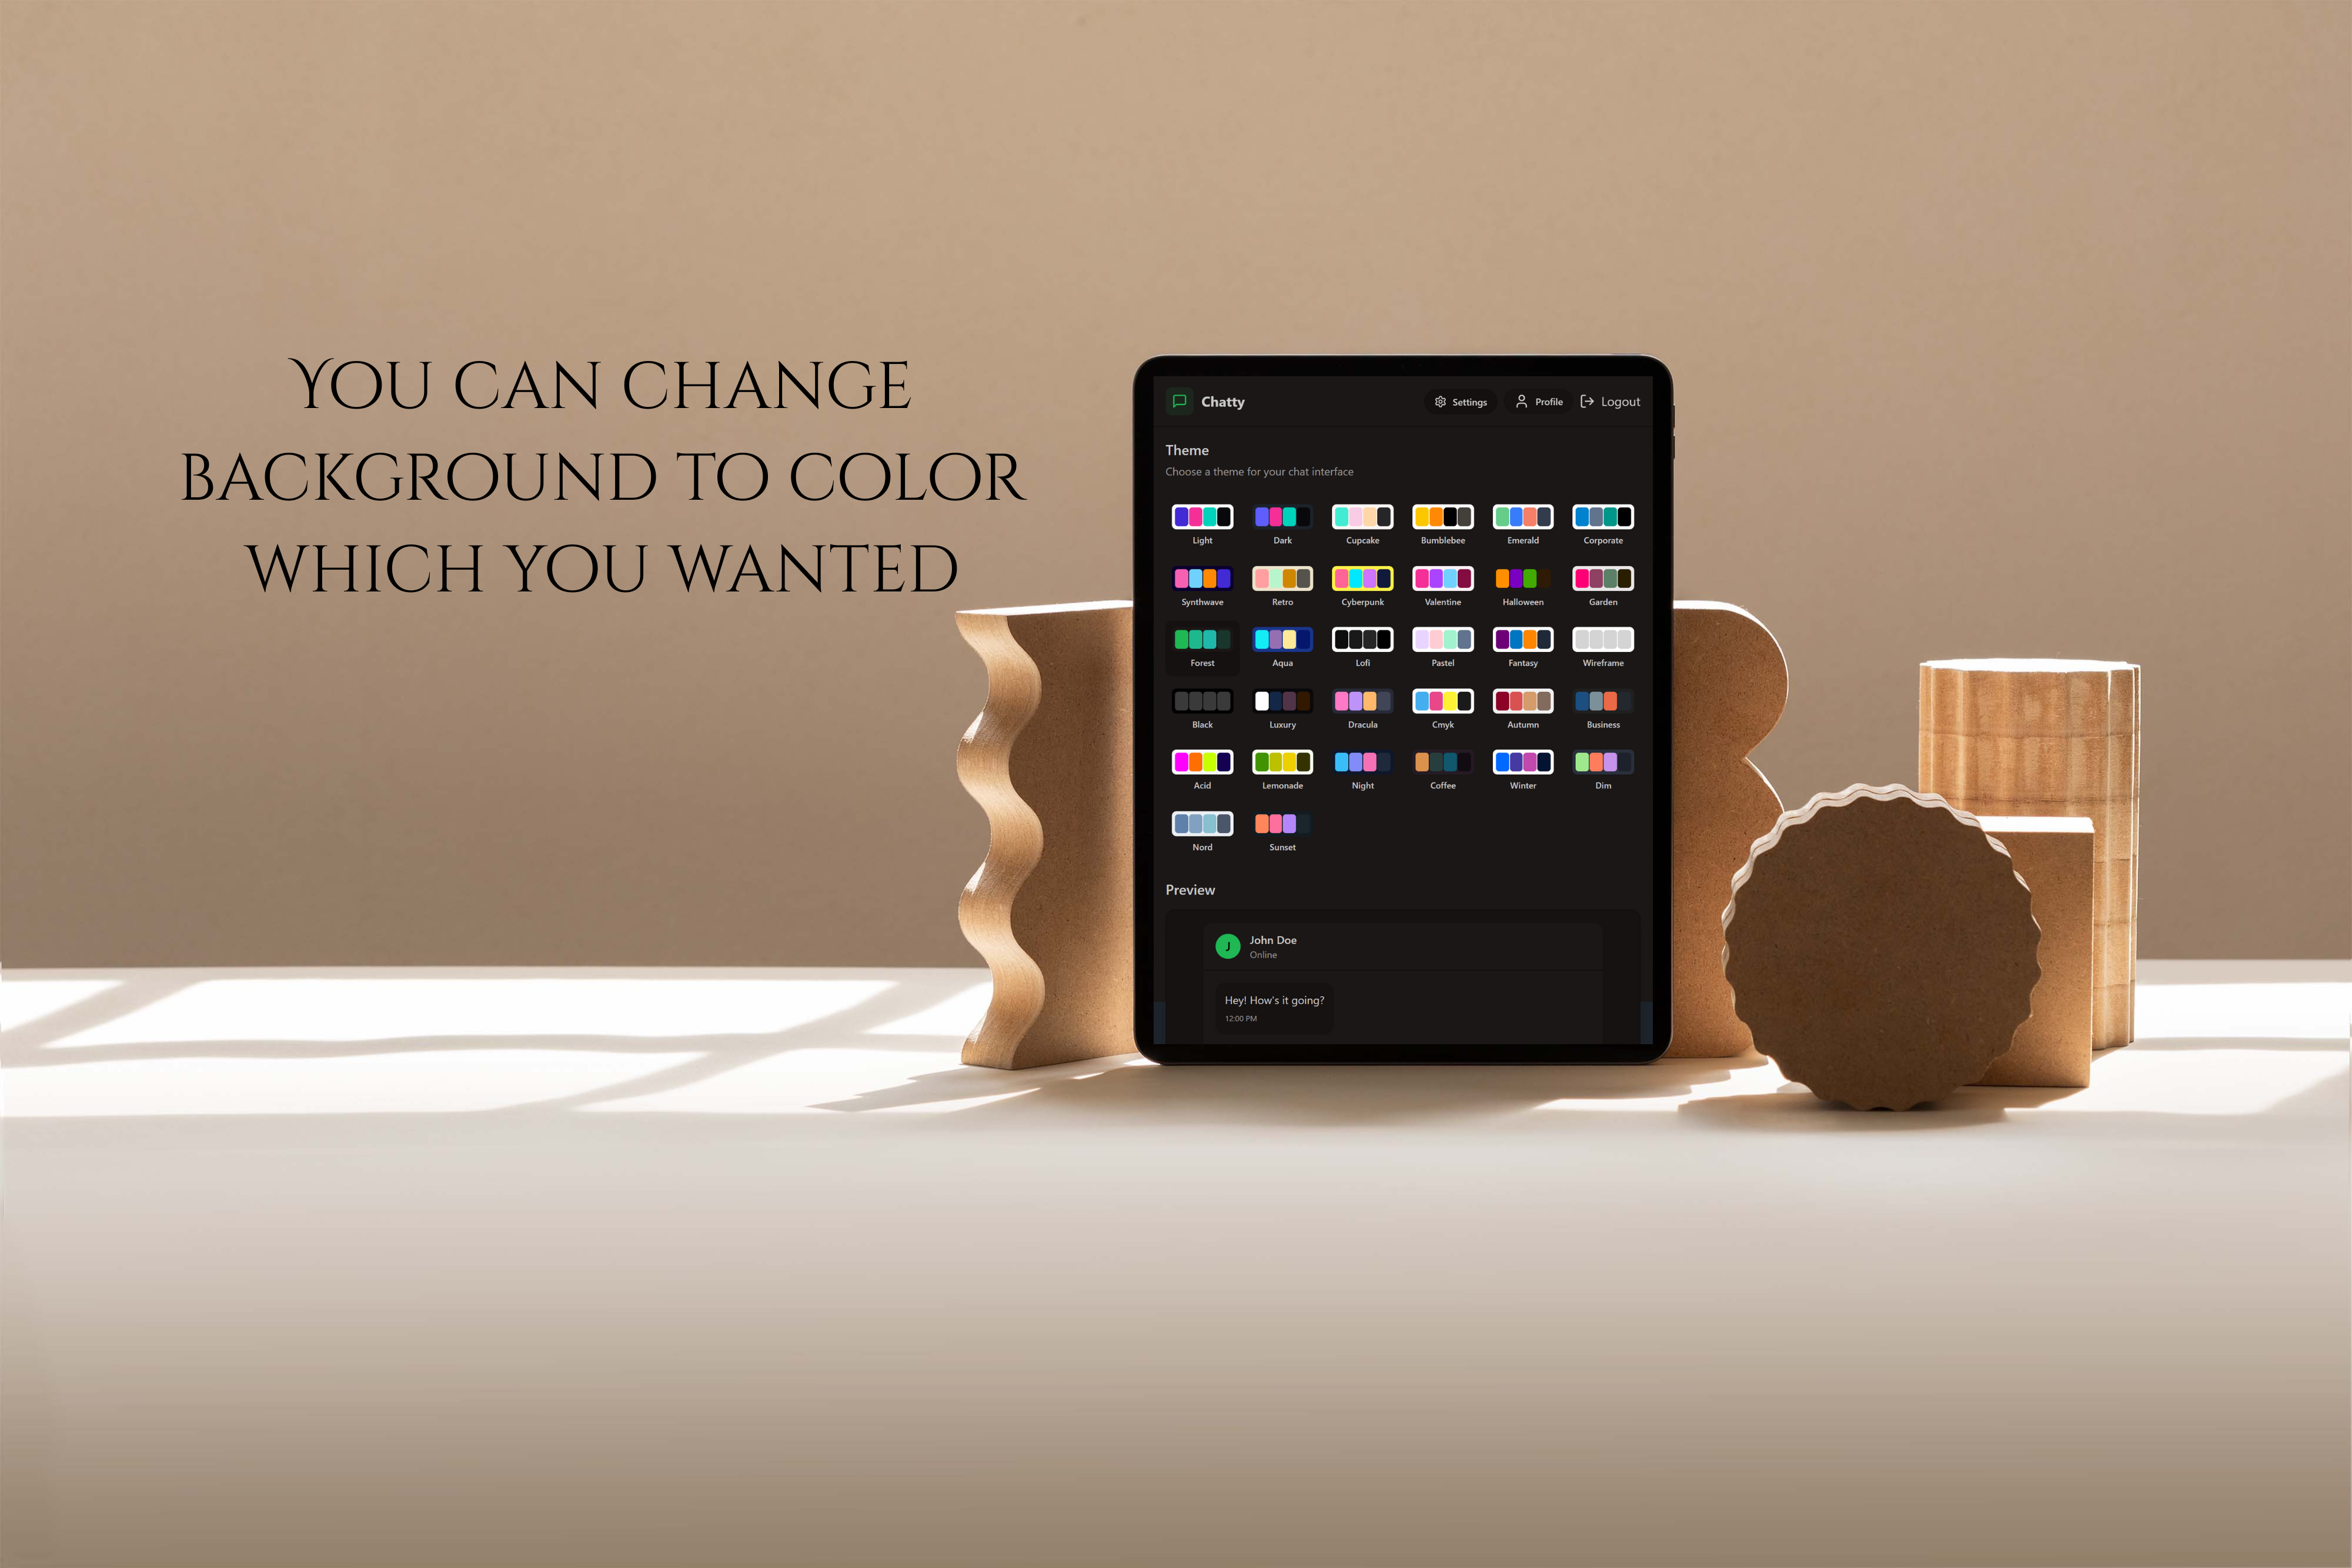 YOU CAN CHANGE
BACKGROUND TO COLOR
WHICH YOU WANTED
Chatty
Settings Profile Logout
Theme
Choose a theme for your chat interface
Light Dark Cupcake Bumblebee Emerald Corporate
Synthwave Retro Cyberpunk Valentine Halloween Garden
Forest Aqua Lofi Pastel Fantasy Wireframe
Black Luxury Dracula Cmyk Autumn Business
Acid Lemonade Night Coffee Winter Dim
Nord Sunset
Preview
J John Doe
Online
Hey! How's it going?
12:00 PM